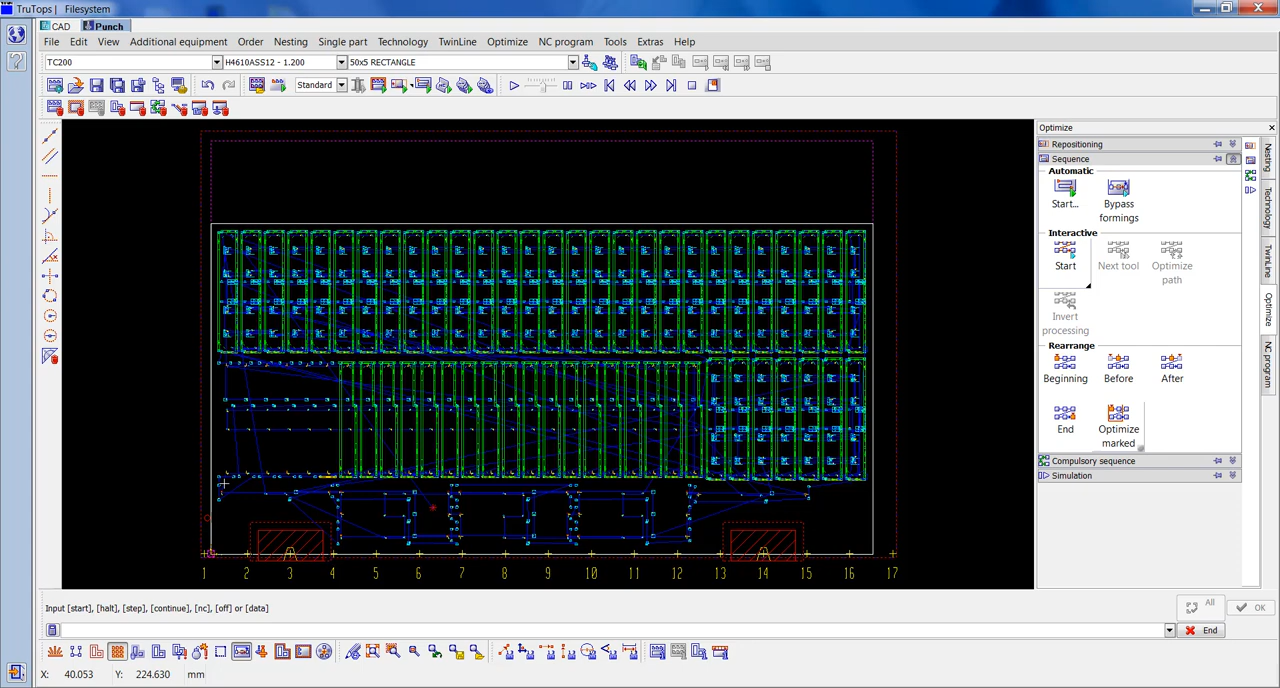 TruTops | Filesystem
CAD Punch
File Edit View Additional equipment Order Nesting Single part Technology TwinLine Optimize NC program Tools Extras Help
TC200 H4610ASS12 - 1.200 50x5 RECTANGLE
Standard
Optimize
Repositioning
Sequence
Automatic
Start... Bypass formings
Interactive
Start Next tool Optimize path
Invert processing
Rearrange
Beginning Before After
End Optimize marked
Compulsory sequence
Simulation
Nesting
Technology
TwinLine
Optimize
NC program
1 2 3 4 5 6 7 8 9 10 11 12 13 14 15 16 17
Input [start], [halt], [step], [continue], [nc], [off] or [data]
All OK
End
X: 40.053 Y: 224.630 mm